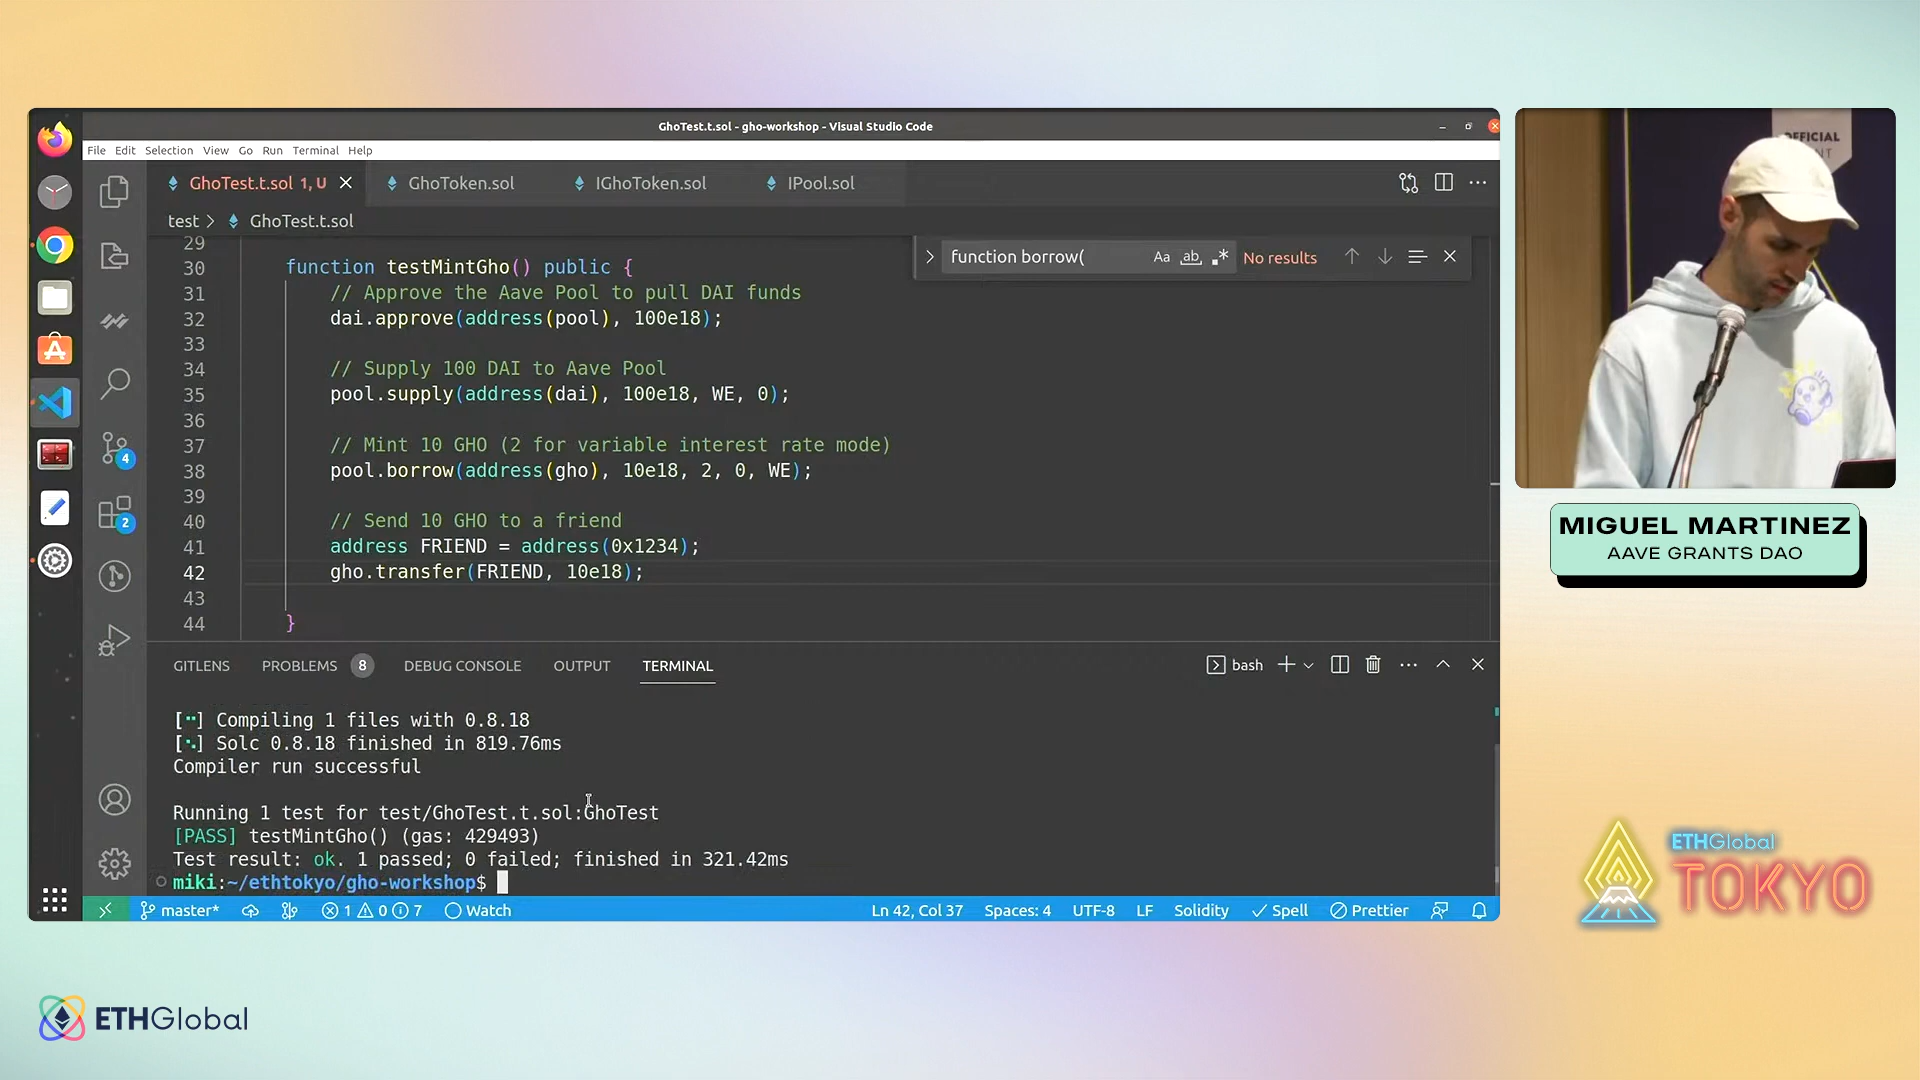 GhoTest.t.sol - gho-workshop - Visual Studio Code
File Edit Selection View Go Run Terminal Help
GhoTest.t.sol 1, U GhoToken.sol IGhoToken.sol IPool.sol
test > GhoTest.t.sol
function borrow( Aa ab No results
29
30 function testMintGho() public {
31 // Approve the Aave Pool to pull DAI funds
32 dai.approve(address(pool), 100e18);
33
34 // Supply 100 DAI to Aave Pool
35 pool.supply(address(dai), 100e18, WE, 0);
36
37 // Mint 10 GHO (2 for variable interest rate mode)
38 pool.borrow(address(gho), 10e18, 2, 0, WE);
39
40 // Send 10 GHO to a friend
41 address FRIEND = address(0x1234);
42 gho.transfer(FRIEND, 10e18);
43
44 }
4
2
GITLENS PROBLEMS 8 DEBUG CONSOLE OUTPUT TERMINAL bash
Compiling 1 files with 0.8.18
Solc 0.8.18 finished in 819.76ms
Compiler run successful
Running 1 test for test/GhoTest.t.sol:GhoTest
[PASS] testMintGho() (gas: 429493)
Test result: ok. 1 passed; 0 failed; finished in 321.42ms
miki:~/ethtokyo/gho-workshop$
master* 1 0 7 Watch Ln 42, Col 37 Spaces: 4 UTF-8 LF Solidity Spell Prettier
OFFICIAL
MIGUEL MARTINEZ
AAVE GRANTS DAO
ETHGlobal
TOKYO
ETHGlobal